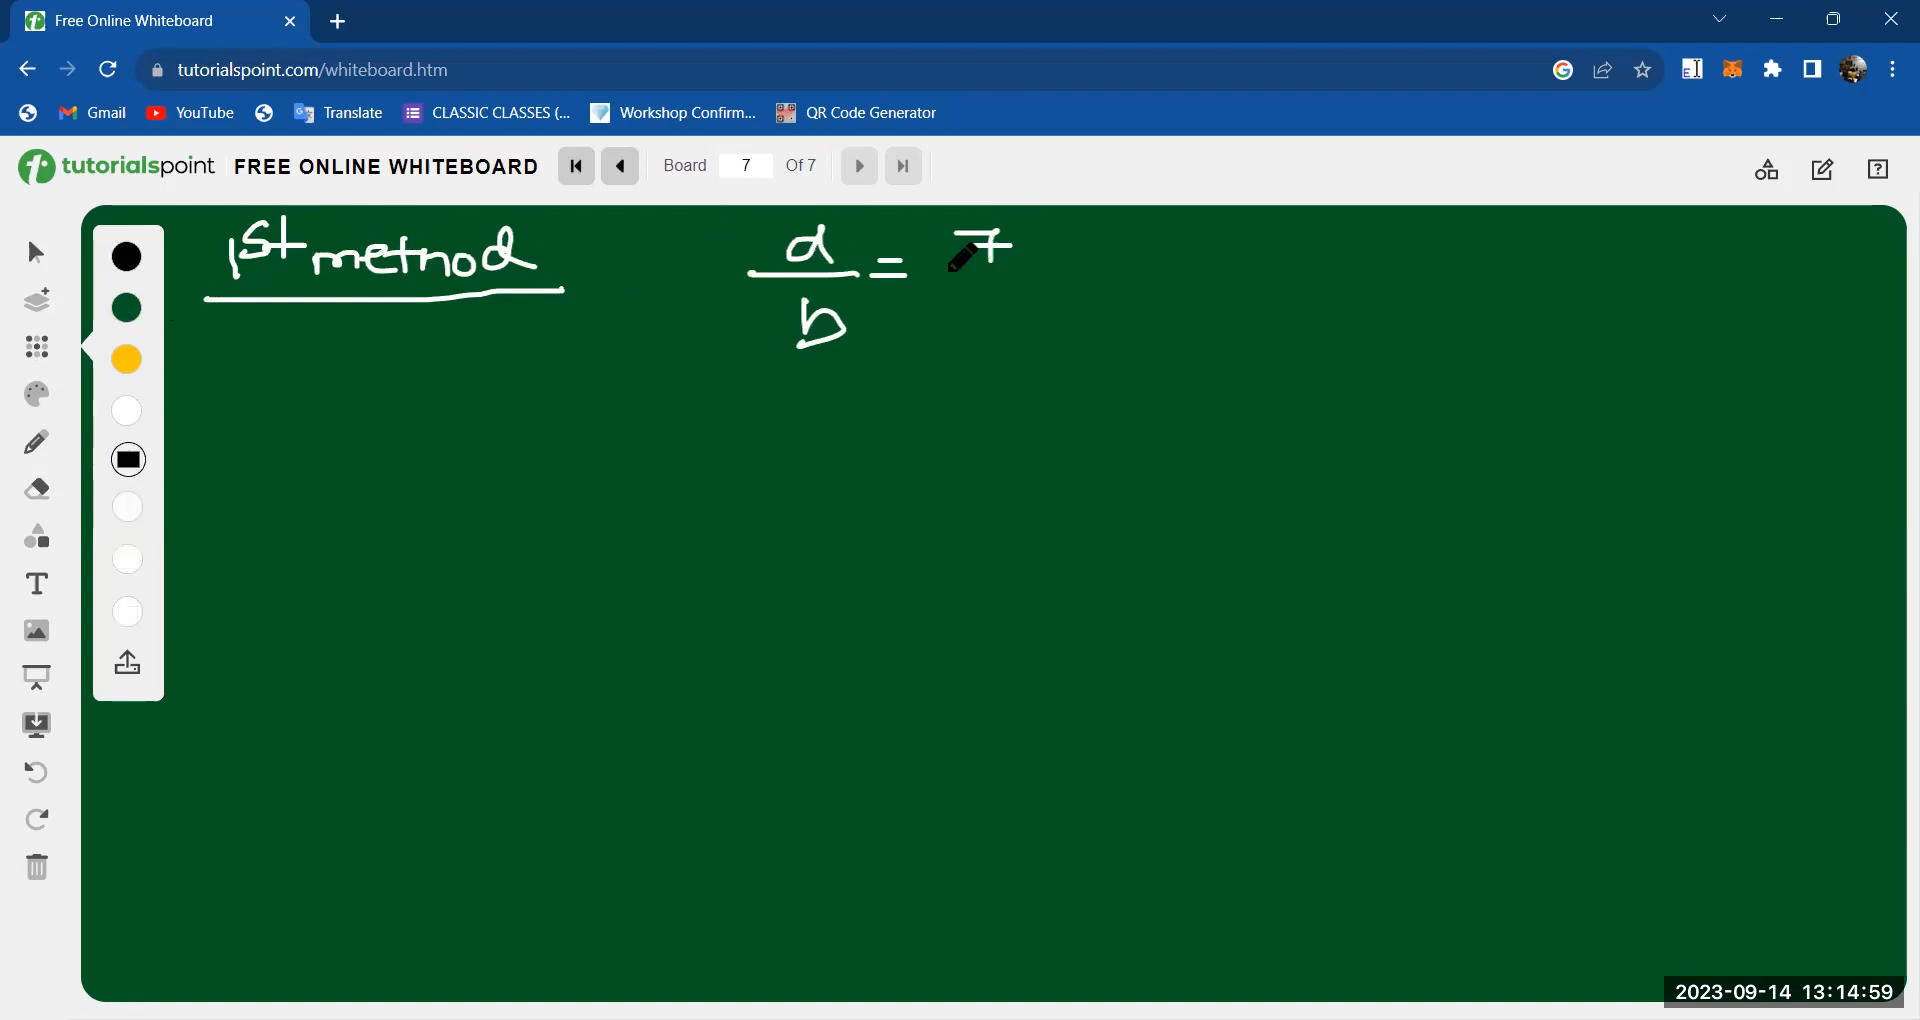 Free Online Whiteboard
tutorialspoint.com/whiteboard.htm
Gmail YouTube Translate CLASSIC CLASSES (... Workshop Confirm... QR Code Generator
tutorialspoint FREE ONLINE WHITEBOARD Board 7 Of 7
1st method
a/b = 7
2023-09-14 13:14:59